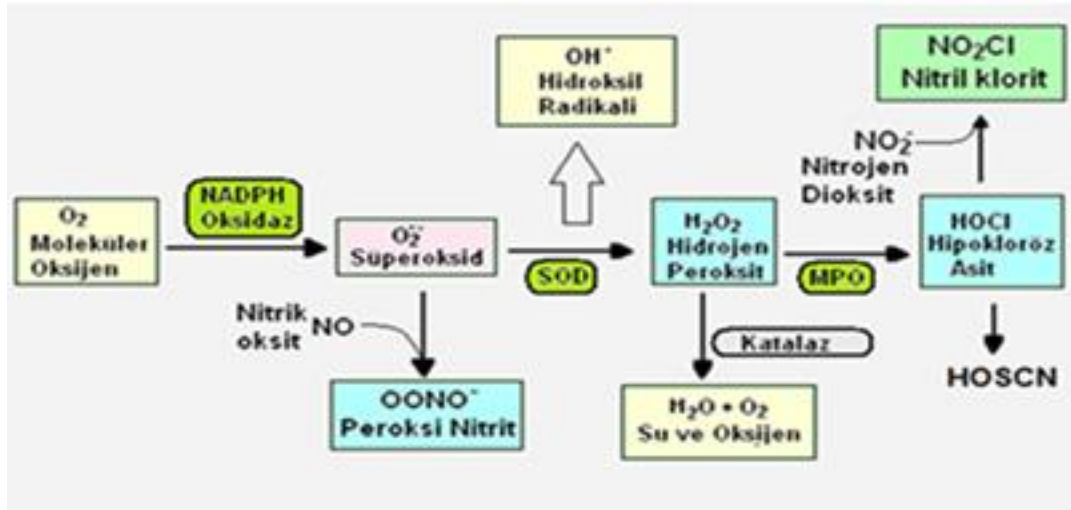 O₂
Moleküler
Oksijen
NADPH
Oksidaz
O₂⁻
Süperoksid
Nitrik
oksit
NO
OONO⁻
Peroksi Nitrit
OH˙
Hidroksil
Radikali
SOD
H₂O₂
Hidrojen
Peroksit
Katalaz
H₂O + O₂
Su ve Oksijen
MPO
NO₂Cl
Nitril klorit
NO₂⁻
Nitrojen
Dioksit
HOCl
Hipokloröz
Asit
HOSCN